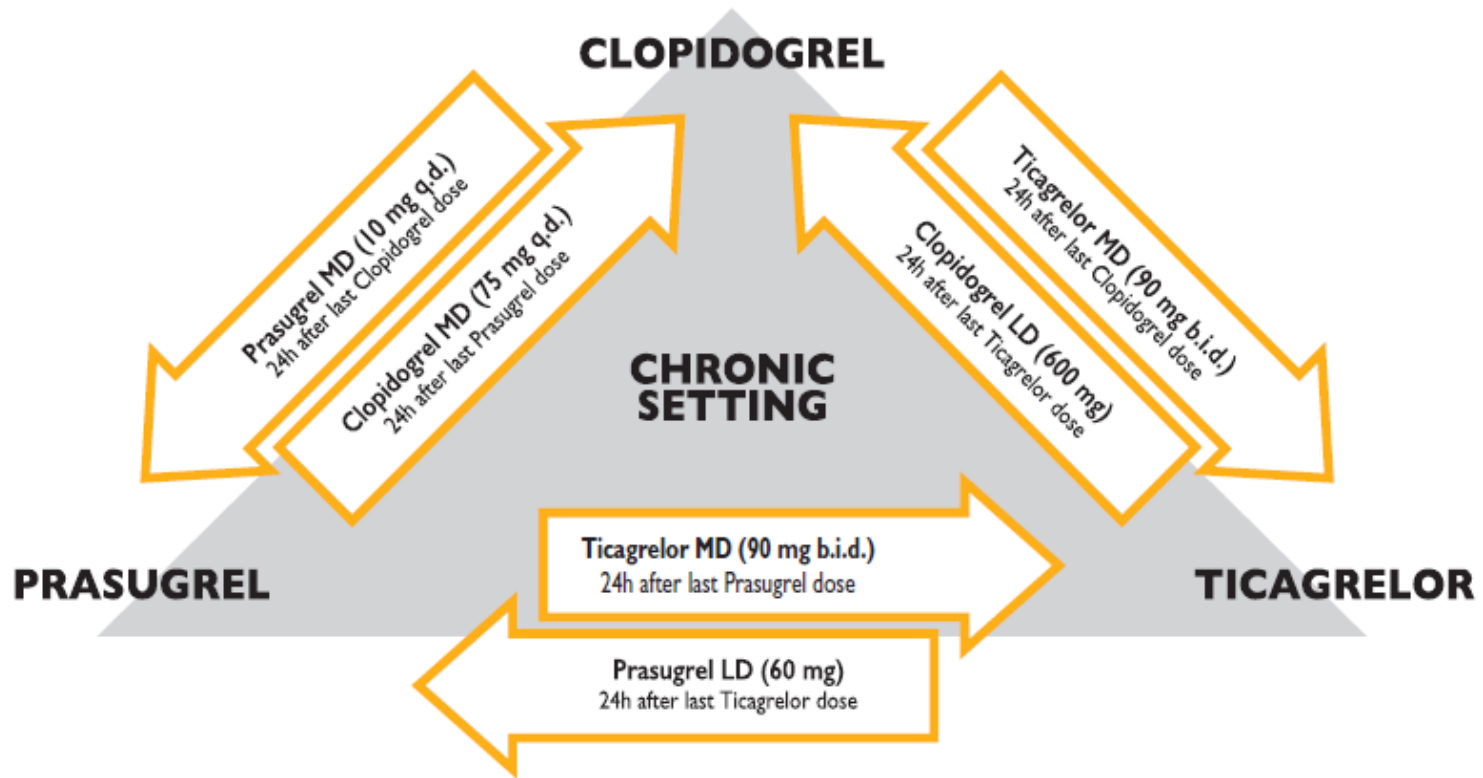 CLOPIDOGREL
Prasugrel MD (10 mg q.d.)
24h after last Clopidogrel dose
Clopidogrel MD (75 mg q.d.)
24h after last Prasugrel dose
Ticagrelor MD (90 mg b.i.d.)
24h after last Clopidogrel dose
Clopidogrel LD (600 mg)
24h after last Ticagrelor dose
CHRONIC
SETTING
PRASUGREL
Ticagrelor MD (90 mg b.i.d.)
24h after last Prasugrel dose
TICAGRELOR
Prasugrel LD (60 mg)
24h after last Ticagrelor dose